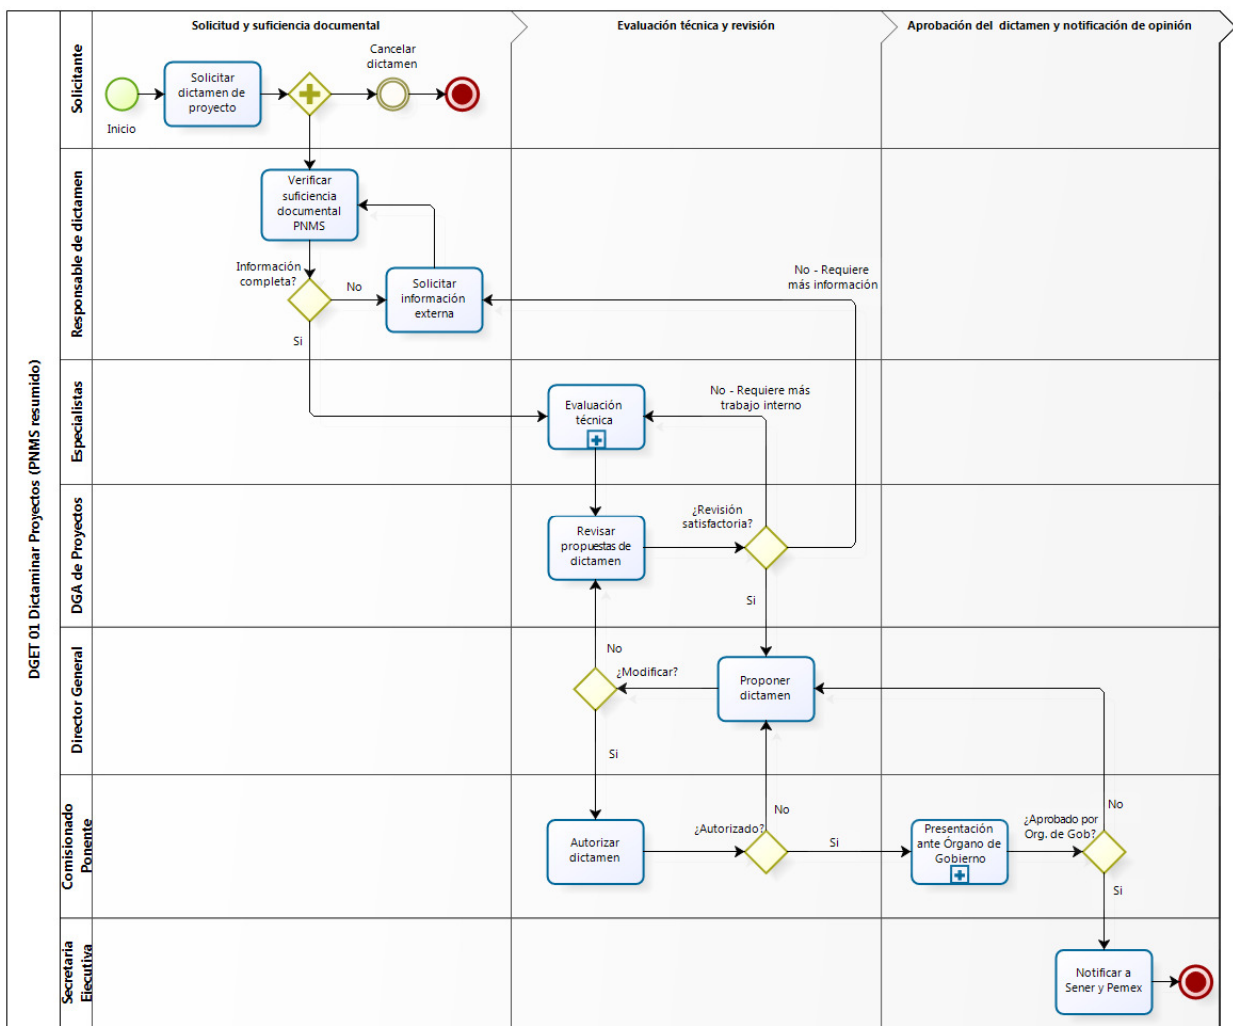 Solicitud y suficiencia documental
Evaluación técnica y revisión
Aprobación del dictamen y notificación de opinión
DGET 01 Dictaminar Proyectos (PNMS resumido)
Solicitante
Inicio
Solicitar
dictamen de
proyecto
Cancelar
dictamen
Responsable de dictamen
Verificar
suficiencia
documental
PNMS
Información
completa?
No
Si
Solicitar
información
externa
No - Requiere
más información
Especialistas
Evaluación
técnica
No - Requiere más
trabajo interno
DGA de Proyectos
Revisar
propuestas de
dictamen
¿Revisión
satisfactoria?
Si
Director General
No
¿Modificar?
Si
Proponer
dictamen
Comisionado
Ponente
Autorizar
dictamen
¿Autorizado?
No
Si
Presentación
ante Órgano de
Gobierno
¿Aprobado por
Org. de Gob?
No
Si
Secretaria
Ejecutiva
Notificar a
Sener y Pemex